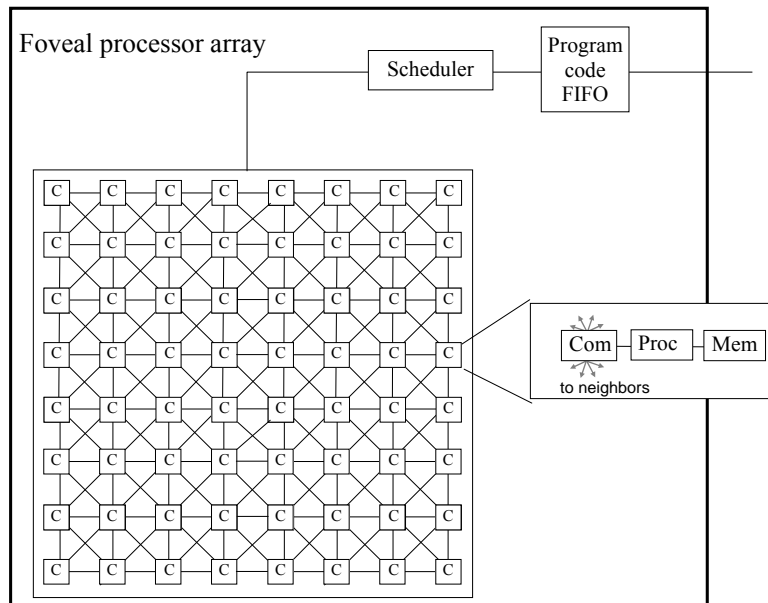 Foveal processor array
Scheduler
Program
code
FIFO
C C C C C C C C
C C C C C C C C
C C C C C C C C
C C C C C C C C
C C C C C C C C
C C C C C C C C
C C C C C C C C
C C C C C C C C
Com Proc Mem
to neighbors